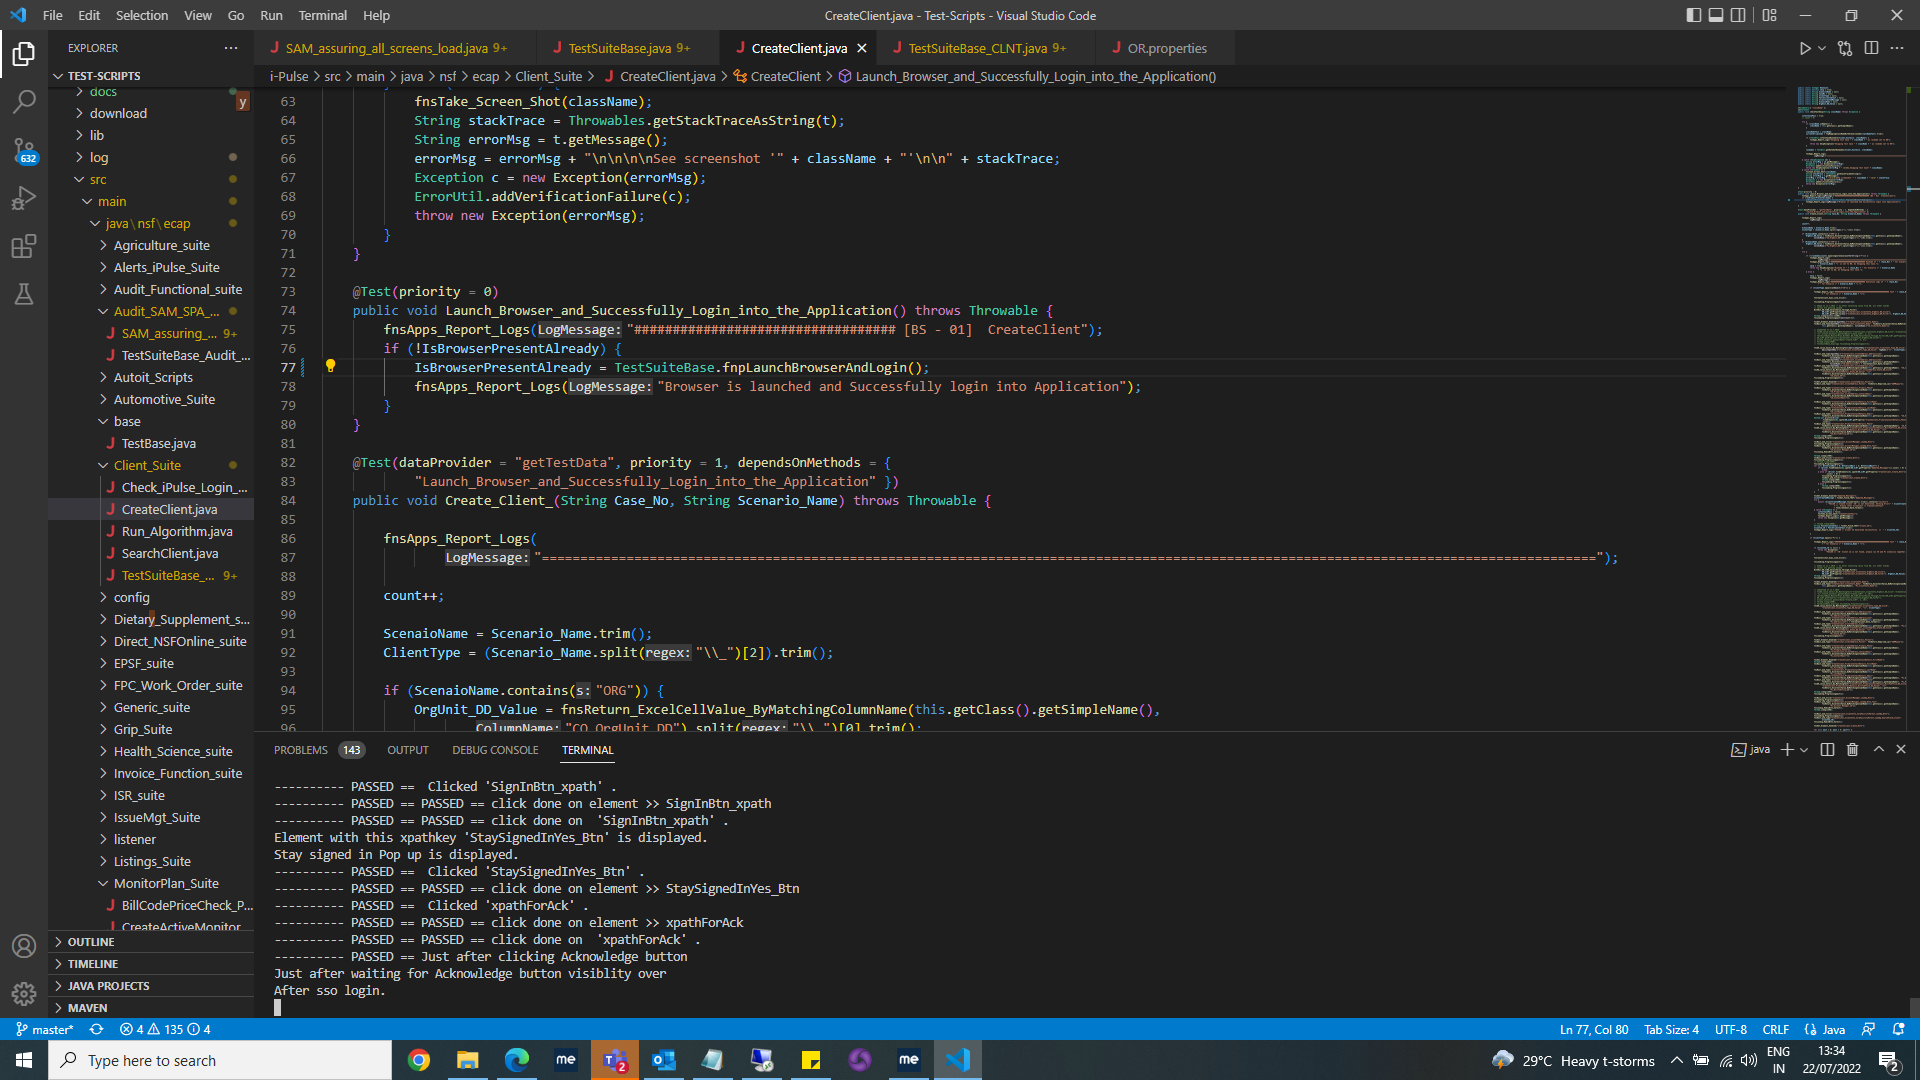 File Edit Selection View Go Run Terminal Help
CreateClient.java - Test-Scripts - Visual Studio Code
EXPLORER
SAM_assuring_all_screens_load.java 9+
TestSuiteBase.java 9+
CreateClient.java
TestSuiteBase_CLNT.java 9+
OR.properties
i-Pulse > src > main > java > nsf > ecap > Client_Suite > CreateClient.java > CreateClient > Launch_Browser_and_Successfully_Login_into_the_Application()
TEST-SCRIPTS
docs
y
download
lib
log
src
main
java\nsf\ecap
Agriculture_suite
Alerts_iPulse_Suite
Audit_Functional_suite
Audit_SAM_SPA_...
SAM_assuring_... 9+
TestSuiteBase_Audit_...
Autoit_Scripts
Automotive_Suite
base
TestBase.java
Client_Suite
Check_iPulse_Login_...
CreateClient.java
Run_Algorithm.java
SearchClient.java
TestSuiteBase_... 9+
config
Dietary_Supplement_s...
Direct_NSFOnline_suite
EPSF_suite
FPC_Work_Order_suite
Generic_suite
Grip_Suite
Health_Science_suite
Invoice_Function_suite
ISR_suite
IssueMgt_Suite
listener
Listings_Suite
MonitorPlan_Suite
BillCodePriceCheck_P...
CreateActiveMonitor
OUTLINE
TIMELINE
JAVA PROJECTS
MAVEN
632
63 fnsTake_Screen_Shot(className);
64 String stackTrace = Throwables.getStackTraceAsString(t);
65 String errorMsg = t.getMessage();
66 errorMsg = errorMsg + "\n\n\n\nSee screenshot '" + className + "'\n\n" + stackTrace;
67 Exception c = new Exception(errorMsg);
68 ErrorUtil.addVerificationFailure(c);
69 throw new Exception(errorMsg);
70 }
71 }
72
73 @Test(priority = 0)
74 public void Launch_Browser_and_Successfully_Login_into_the_Application() throws Throwable {
75 fnsApps_Report_Logs(LogMessage: "################################## [BS - 01]  CreateClient");
76 if (!IsBrowserPresentAlready) {
77 IsBrowserPresentAlready = TestSuiteBase.fnpLaunchBrowserAndLogin();
78 fnsApps_Report_Logs(LogMessage: "Browser is launched and Successfully login into Application");
79 }
80 }
81
82 @Test(dataProvider = "getTestData", priority = 1, dependsOnMethods = {
83 "Launch_Browser_and_Successfully_Login_into_the_Application" })
84 public void Create_Client_(String Case_No, String Scenario_Name) throws Throwable {
85
86 fnsApps_Report_Logs(
87 LogMessage: "=========================================================================================================================================");
88
89 count++;
90
91 ScenaioName = Scenario_Name.trim();
92 ClientType = (Scenario_Name.split(regex: "\\_")[2]).trim();
93
94 if (ScenaioName.contains(s: "ORG")) {
95 OrgUnit_DD_Value = fnsReturn_ExcelCellValue_ByMatchingColumnName(this.getClass().getSimpleName(),
96 ColumnName: "CO_OrgUnit_DD").split(regex: "\\_")[0].trim();
PROBLEMS 143 OUTPUT DEBUG CONSOLE TERMINAL
java
---------- PASSED ==  Clicked 'SignInBtn_xpath' .
---------- PASSED == PASSED == click done on element >> SignInBtn_xpath
---------- PASSED == PASSED == click done on  'SignInBtn_xpath' .
Element with this xpathkey 'StaySignedInYes_Btn' is displayed.
Stay signed in Pop up is displayed.
---------- PASSED ==  Clicked 'StaySignedInYes_Btn' .
---------- PASSED == PASSED == click done on element >> StaySignedInYes_Btn
---------- PASSED ==  Clicked 'xpathForAck' .
---------- PASSED == PASSED == click done on element >> xpathForAck
---------- PASSED == PASSED == click done on  'xpathForAck' .
---------- PASSED == Just after clicking Acknowledge button
Just after waiting for Acknowledge button visiblity over
After sso login.
master* 4 135 4
Ln 77, Col 80 Tab Size: 4 UTF-8 CRLF Java
Type here to search
me
2
me
29°C Heavy t-storms
ENG
IN
13:34
22/07/2022
2